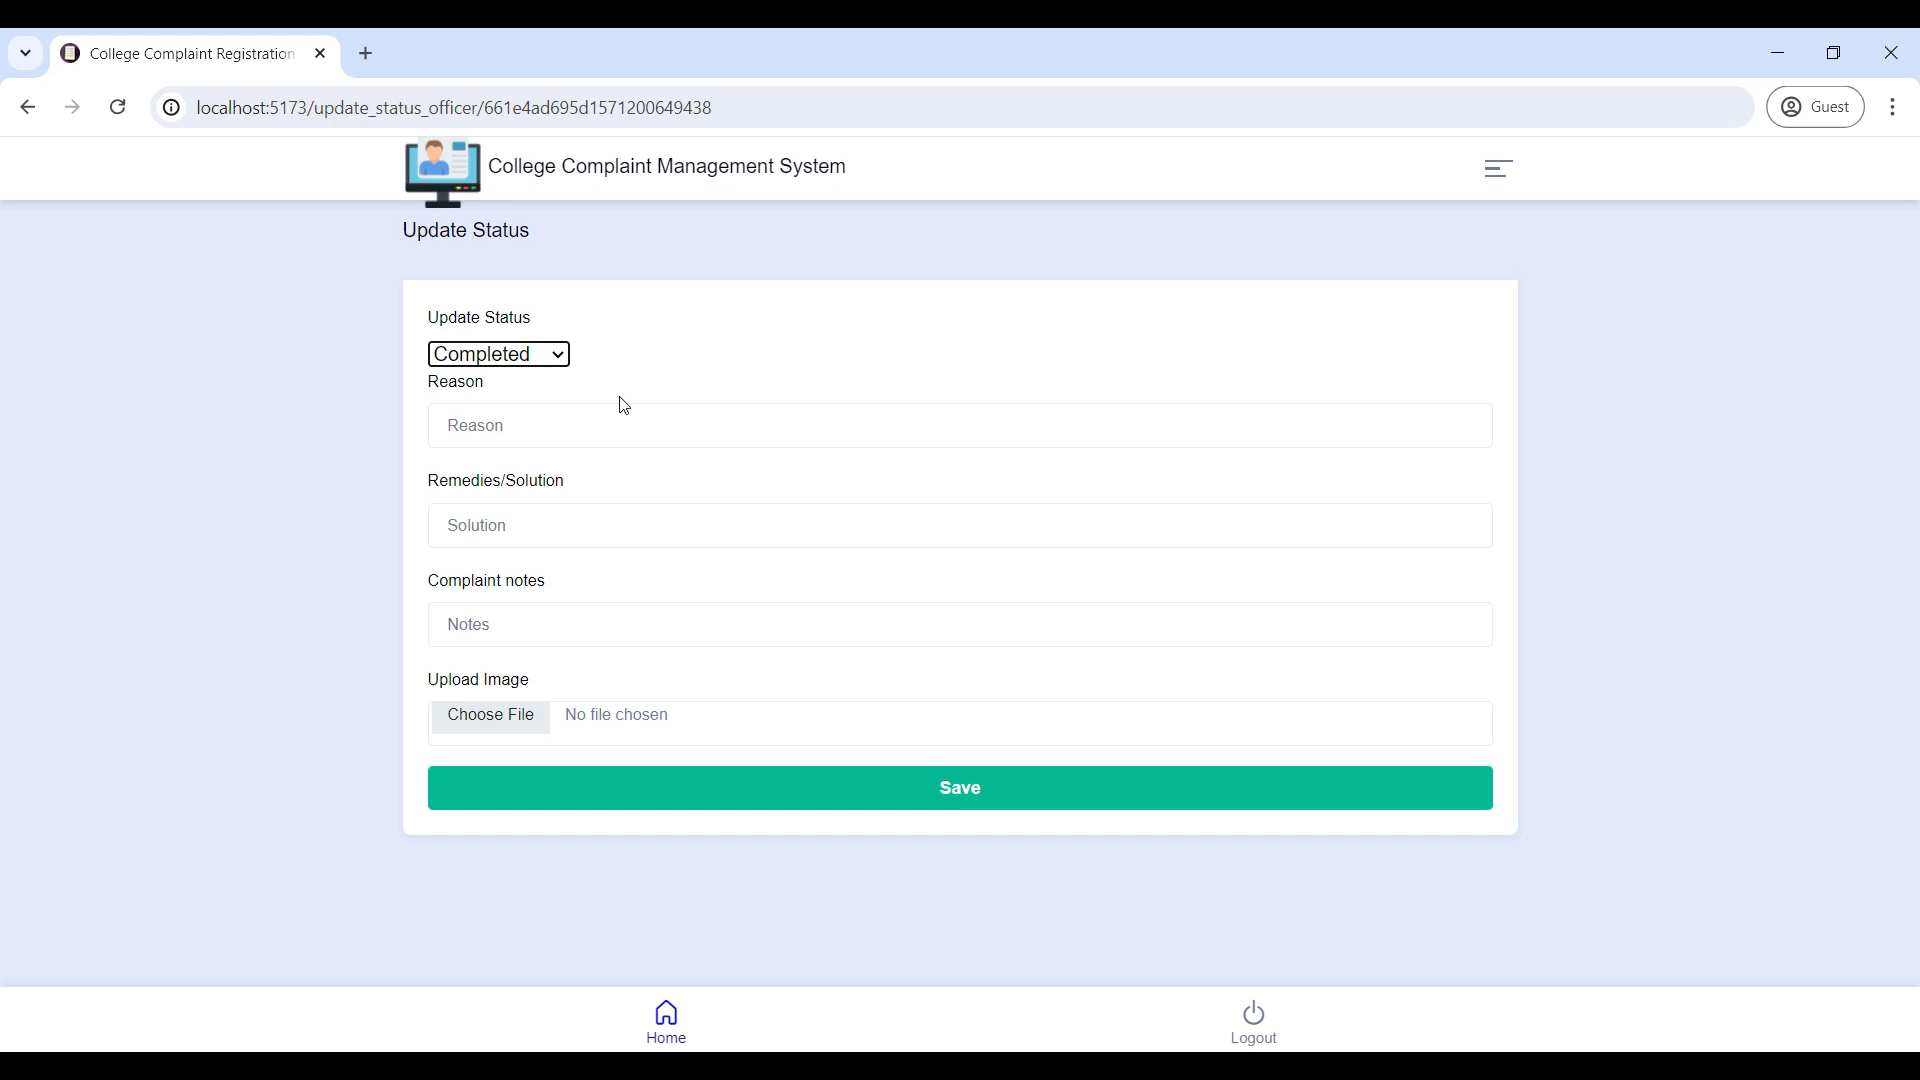 College Complaint Registration
localhost:5173/update_status_officer/661e4ad695d1571200649438
Guest
College Complaint Management System
Update Status
Update Status
Completed
Reason
Reason
Remedies/Solution
Solution
Complaint notes
Notes
Upload Image
Choose File No file chosen
Save
Home Logout